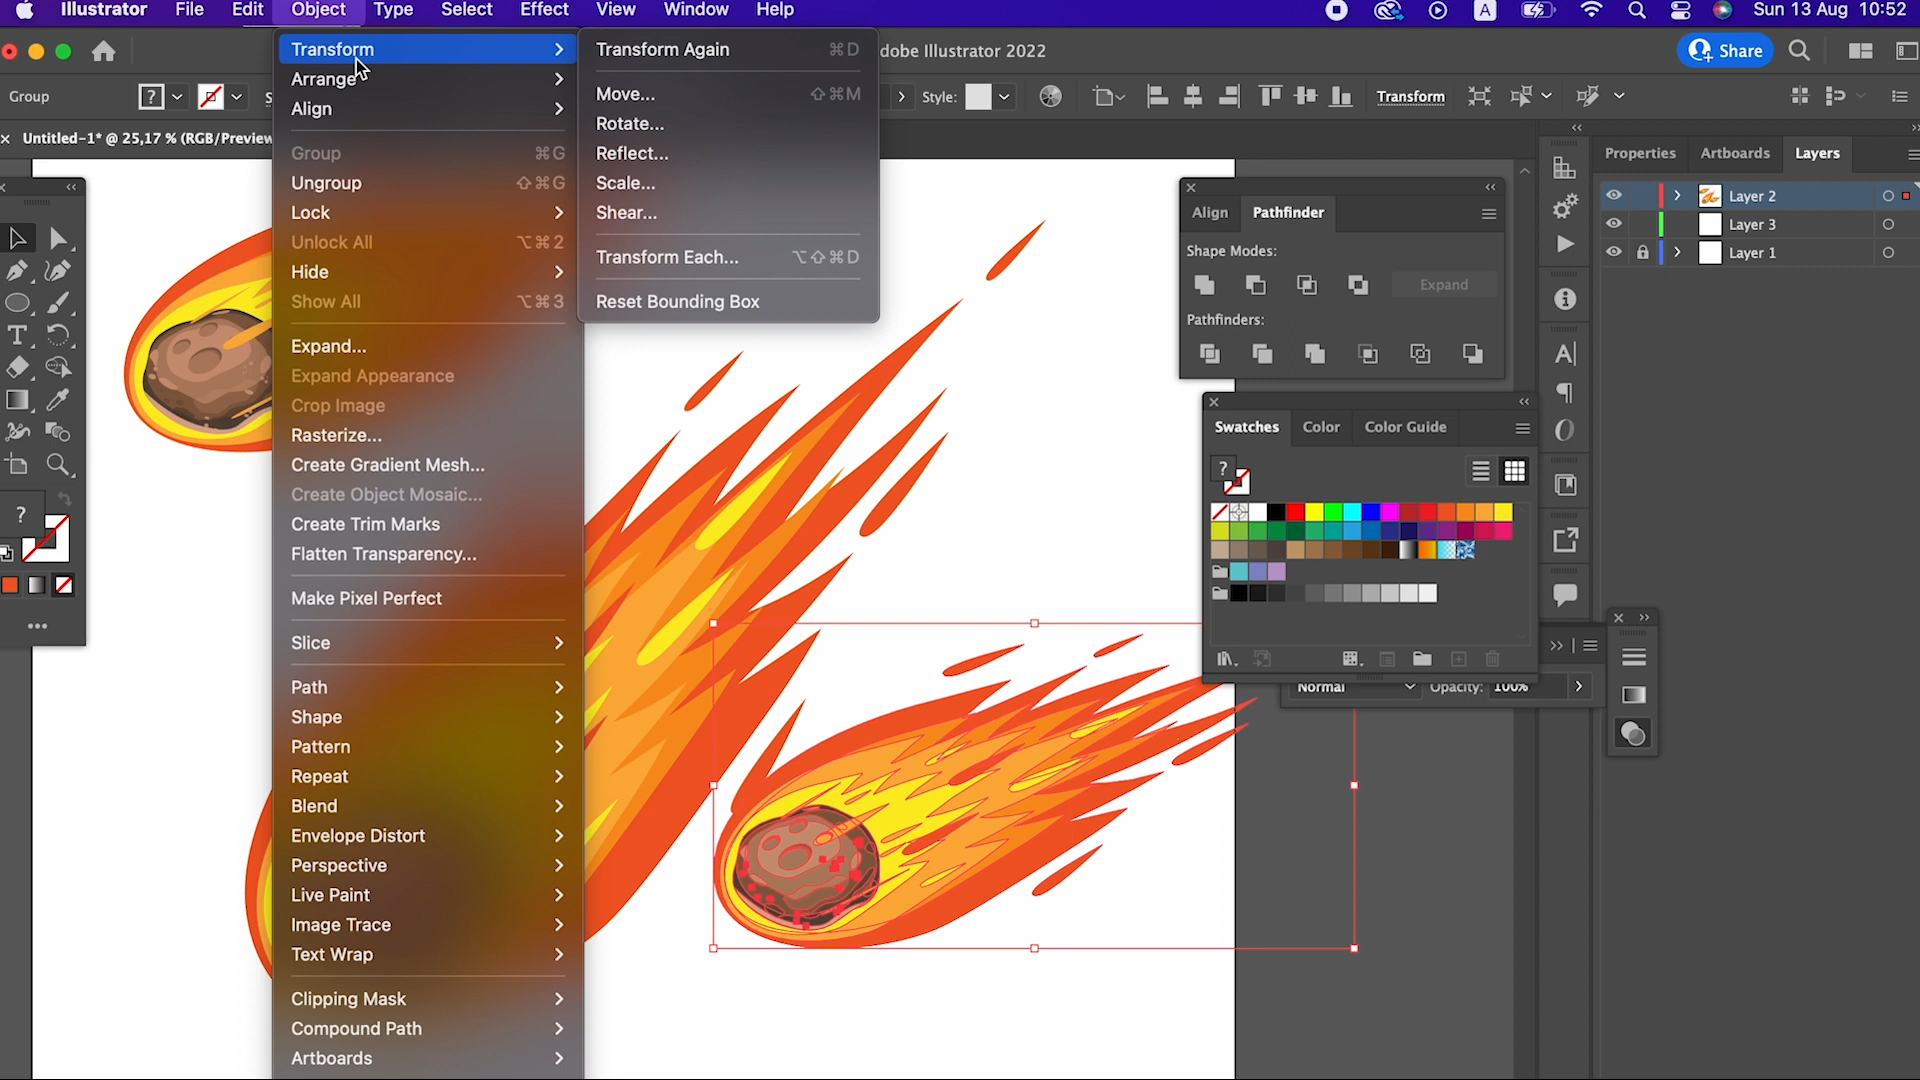 Illustrator File Edit Object Type Select Effect View Window Help A Sun 13 Aug 10:52
dobe Illustrator 2022 Share
Group ? Style: Transform
Untitled-1* @ 25,17 % (RGB/Preview
Transform
Arrange
Align
Group ⌘G
Ungroup ⇧⌘G
Lock
Unlock All ⌥⌘2
Hide
Show All ⌥⌘3
Expand...
Expand Appearance
Crop Image
Rasterize...
Create Gradient Mesh...
Create Object Mosaic...
Create Trim Marks
Flatten Transparency...
Make Pixel Perfect
Slice
Path
Shape
Pattern
Repeat
Blend
Envelope Distort
Perspective
Live Paint
Image Trace
Text Wrap
Clipping Mask
Compound Path
Artboards
Transform Again ⌘D
Move... ⇧⌘M
Rotate...
Reflect...
Scale...
Shear...
Transform Each... ⌥⇧⌘D
Reset Bounding Box
Align Pathfinder
Shape Modes:
Expand
Pathfinders:
Swatches Color Color Guide
?
Normal Opacity: 100%
Properties Artboards Layers
Layer 2
Layer 3
Layer 1
?